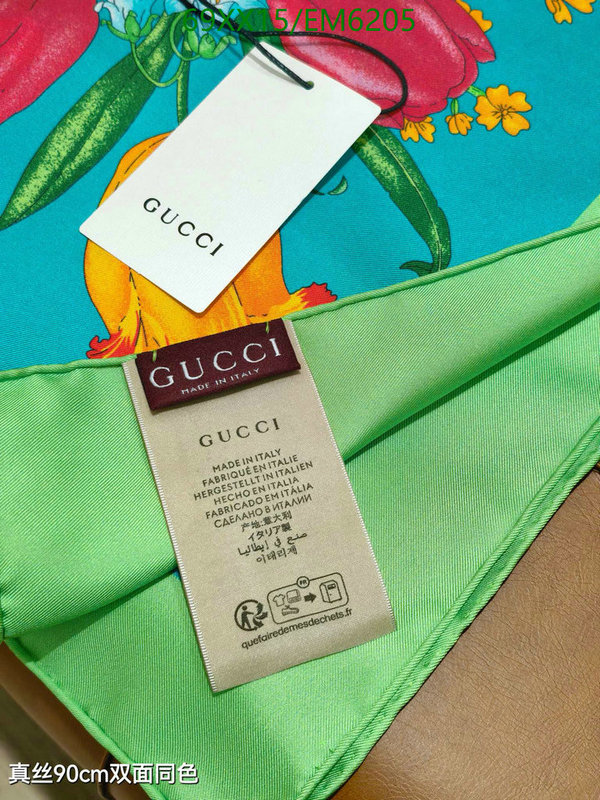 /EM6205
GUCCI
GUCCI
MADE IN ITALY
GUCCI
MADE IN ITALY
FABRIQUÉ EN ITALIE
HERGESTELLT IN ITALIEN
HECHO EN ITALIA
FABRICADO EM ITÁLIA
СДЕЛАНО В ИТАЛИИ
产地:意大利
イタリア製
صنع في إيطاليا
이태리제
FR
quefairedemesdechets.fr
真丝90cm双面同色